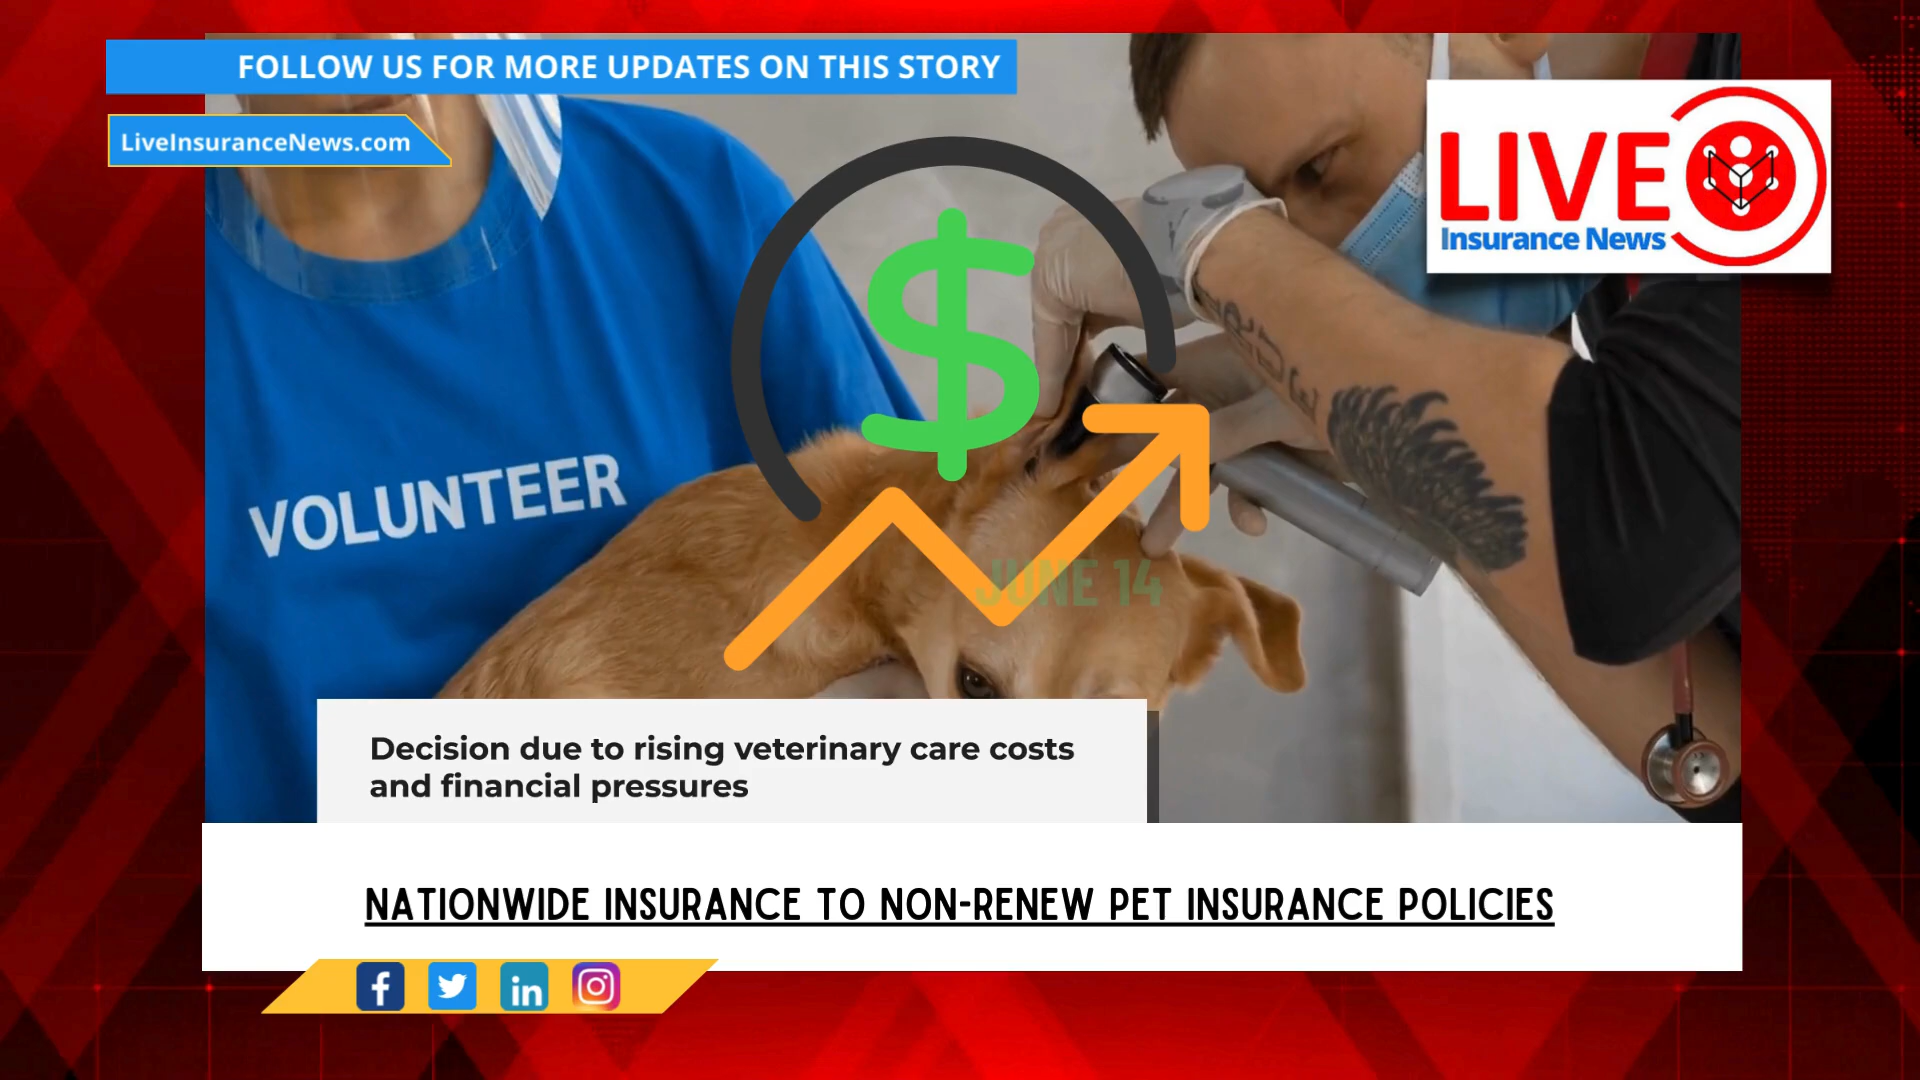 FOLLOW US FOR MORE UPDATES ON THIS STORY
LiveInsuranceNews.com
LIVE
Insurance News
$
VOLUNTEER
JUNE 14
Decision due to rising veterinary care costs
and financial pressures
NATIONWIDE INSURANCE TO NON-RENEW PET INSURANCE POLICIES
f
in